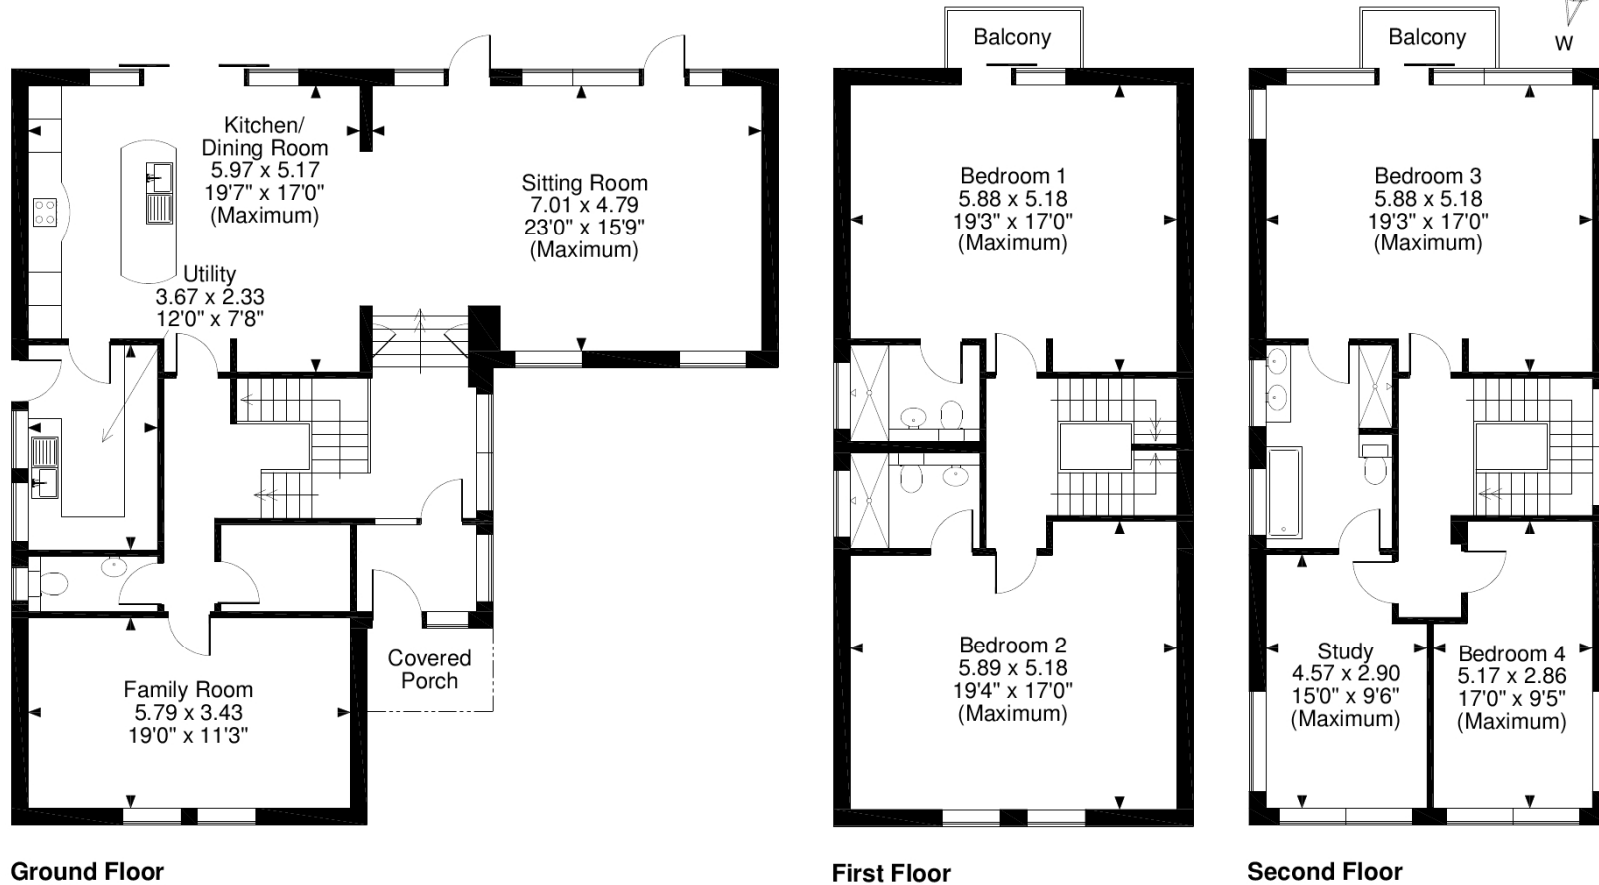 Kitchen/
Dining Room
5.97 x 5.17
19'7" x 17'0"
(Maximum)
Sitting Room
7.01 x 4.79
23'0" x 15'9"
(Maximum)
Utility
3.67 x 2.33
12'0" x 7'8"
Covered
Porch
Family Room
5.79 x 3.43
19'0" x 11'3"
Ground Floor
Balcony
Bedroom 1
5.88 x 5.18
19'3" x 17'0"
(Maximum)
Bedroom 2
5.89 x 5.18
19'4" x 17'0"
(Maximum)
First Floor
Balcony
W
Bedroom 3
5.88 x 5.18
19'3" x 17'0"
(Maximum)
Study
4.57 x 2.90
15'0" x 9'6"
(Maximum)
Bedroom 4
5.17 x 2.86
17'0" x 9'5"
(Maximum)
Second Floor